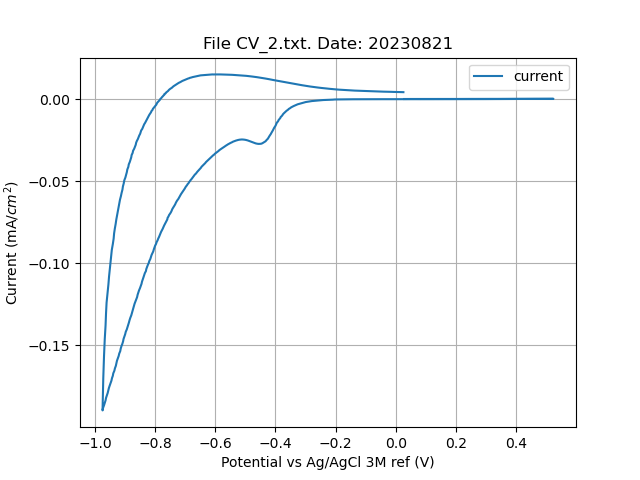 File CV_2.txt. Date: 20230821
current
0.00
−0.05
−0.10
−0.15
Current (mA/cm²)
−1.0 −0.8 −0.6 −0.4 −0.2 0.0 0.2 0.4
Potential vs Ag/AgCl 3M ref (V)